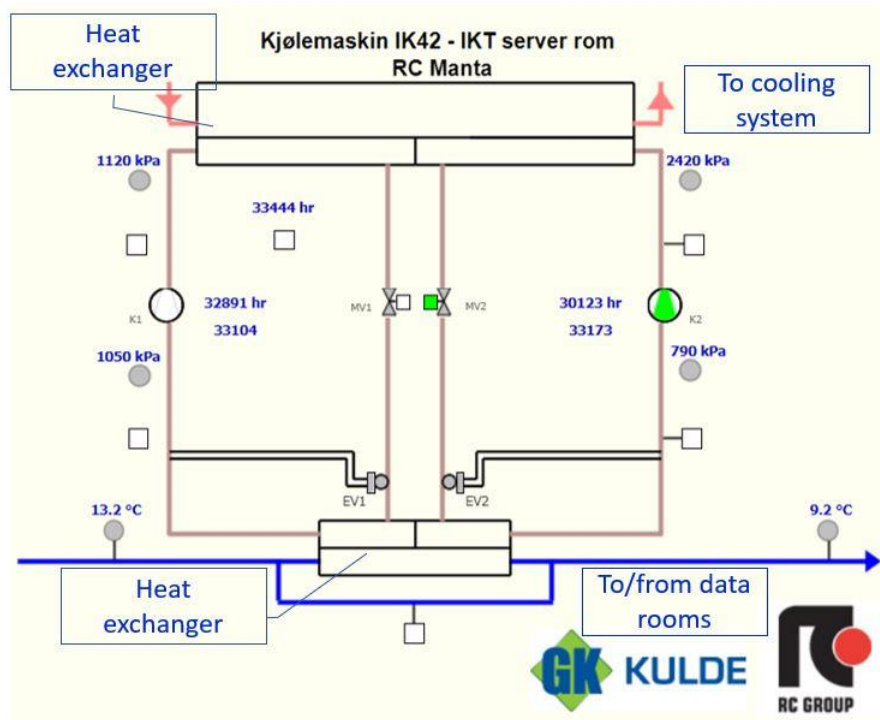 Heat
exchanger
Kjølemaskin IK42 - IKT server rom
RC Manta
To cooling
system
1120 kPa
2420 kPa
33444 hr
K1
32891 hr
33104
MV1
MV2
30123 hr
33173
K2
1050 kPa
790 kPa
EV1
EV2
13.2 °C
9.2 °C
Heat
exchanger
To/from data
rooms
GK KULDE
RC GROUP